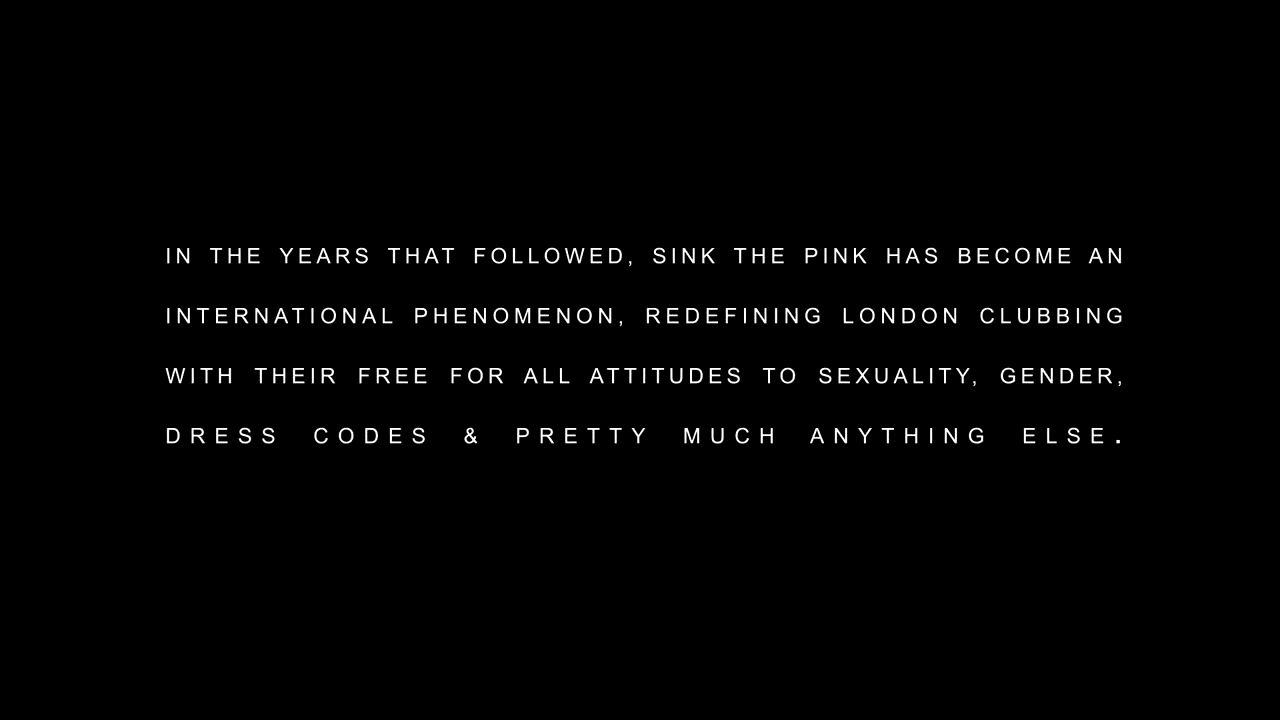 IN THE YEARS THAT FOLLOWED, SINK THE PINK HAS BECOME AN
INTERNATIONAL PHENOMENON, REDEFINING LONDON CLUBBING
WITH THEIR FREE FOR ALL ATTITUDES TO SEXUALITY, GENDER,
DRESS CODES & PRETTY MUCH ANYTHING ELSE.